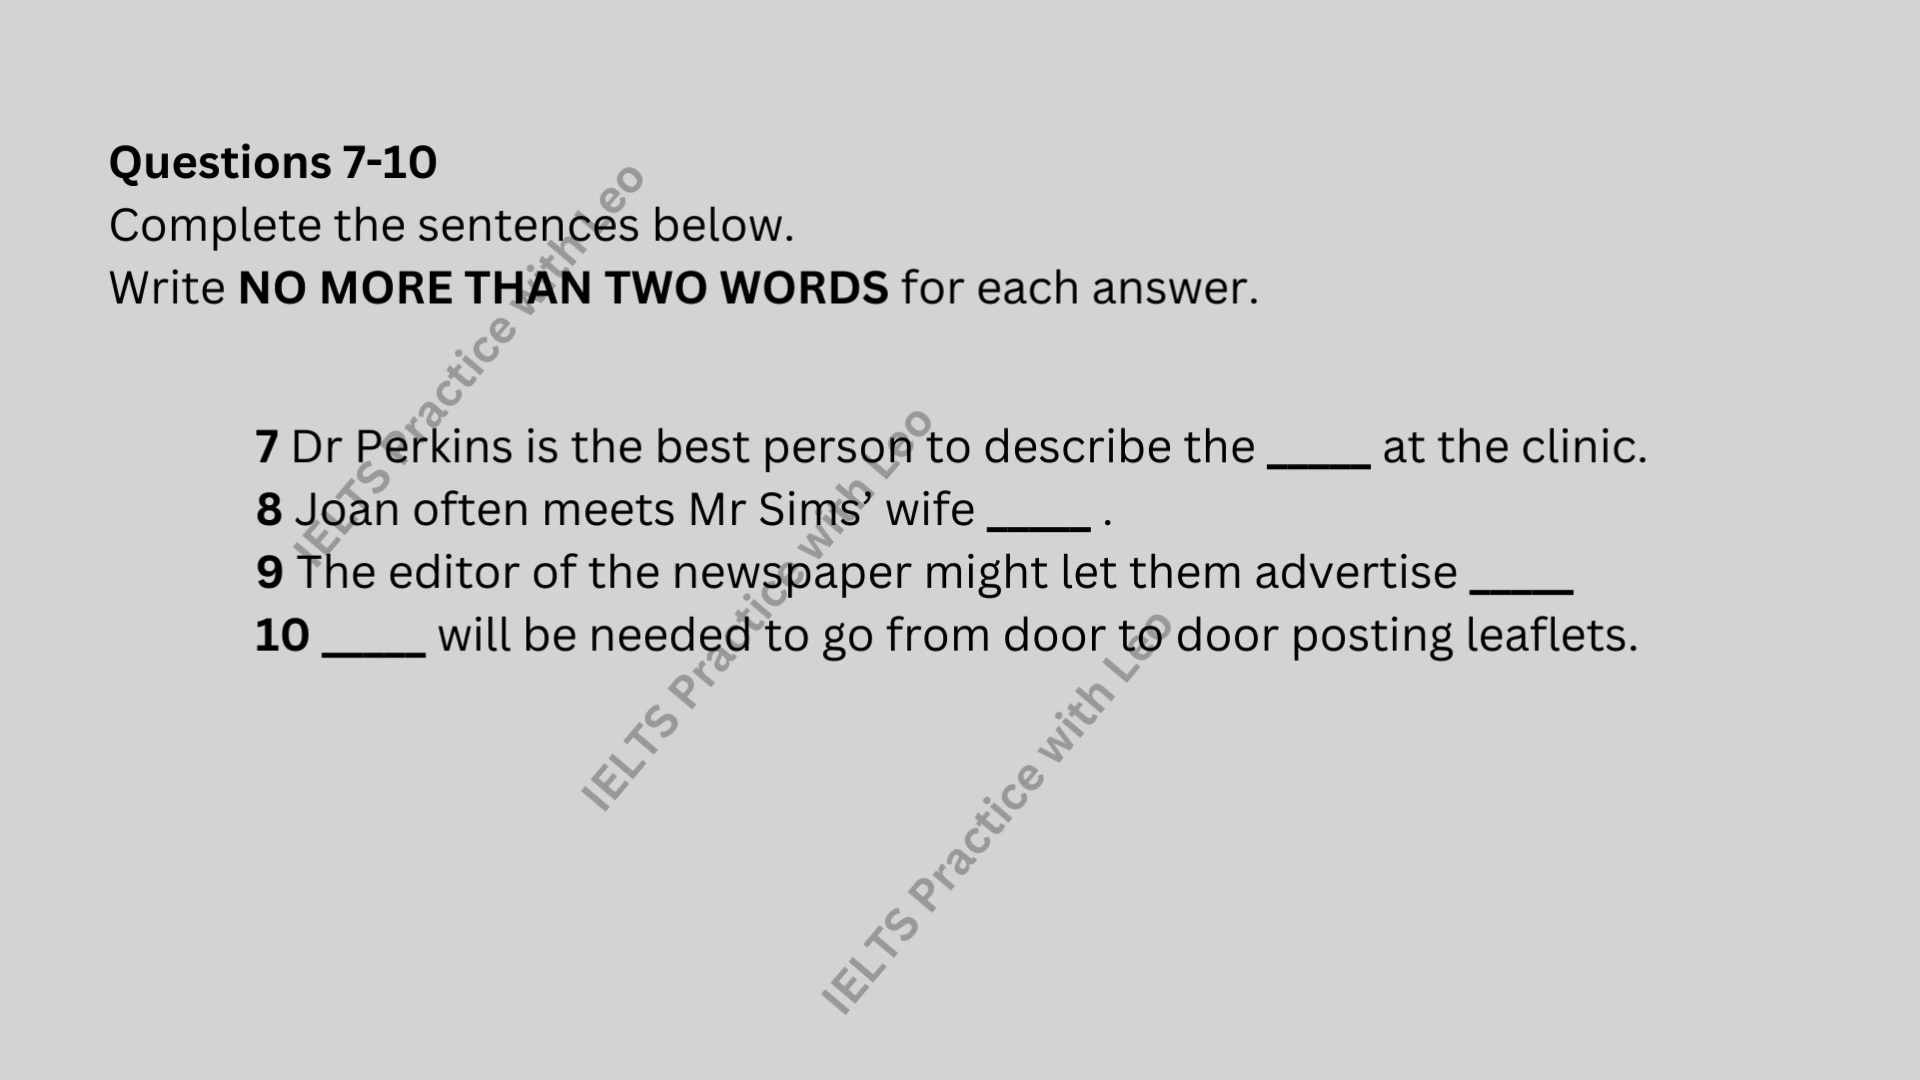 Questions 7-10
Complete the sentences below.
Write NO MORE THAN TWO WORDS for each answer.
7 Dr Perkins is the best person to describe the _____ at the clinic.
8 Joan often meets Mr Sims’ wife _____ .
9 The editor of the newspaper might let them advertise _____
10 _____ will be needed to go from door to door posting leaflets.
IELTS Practice with Leo
IELTS Practice with Leo
IELTS Practice with Leo